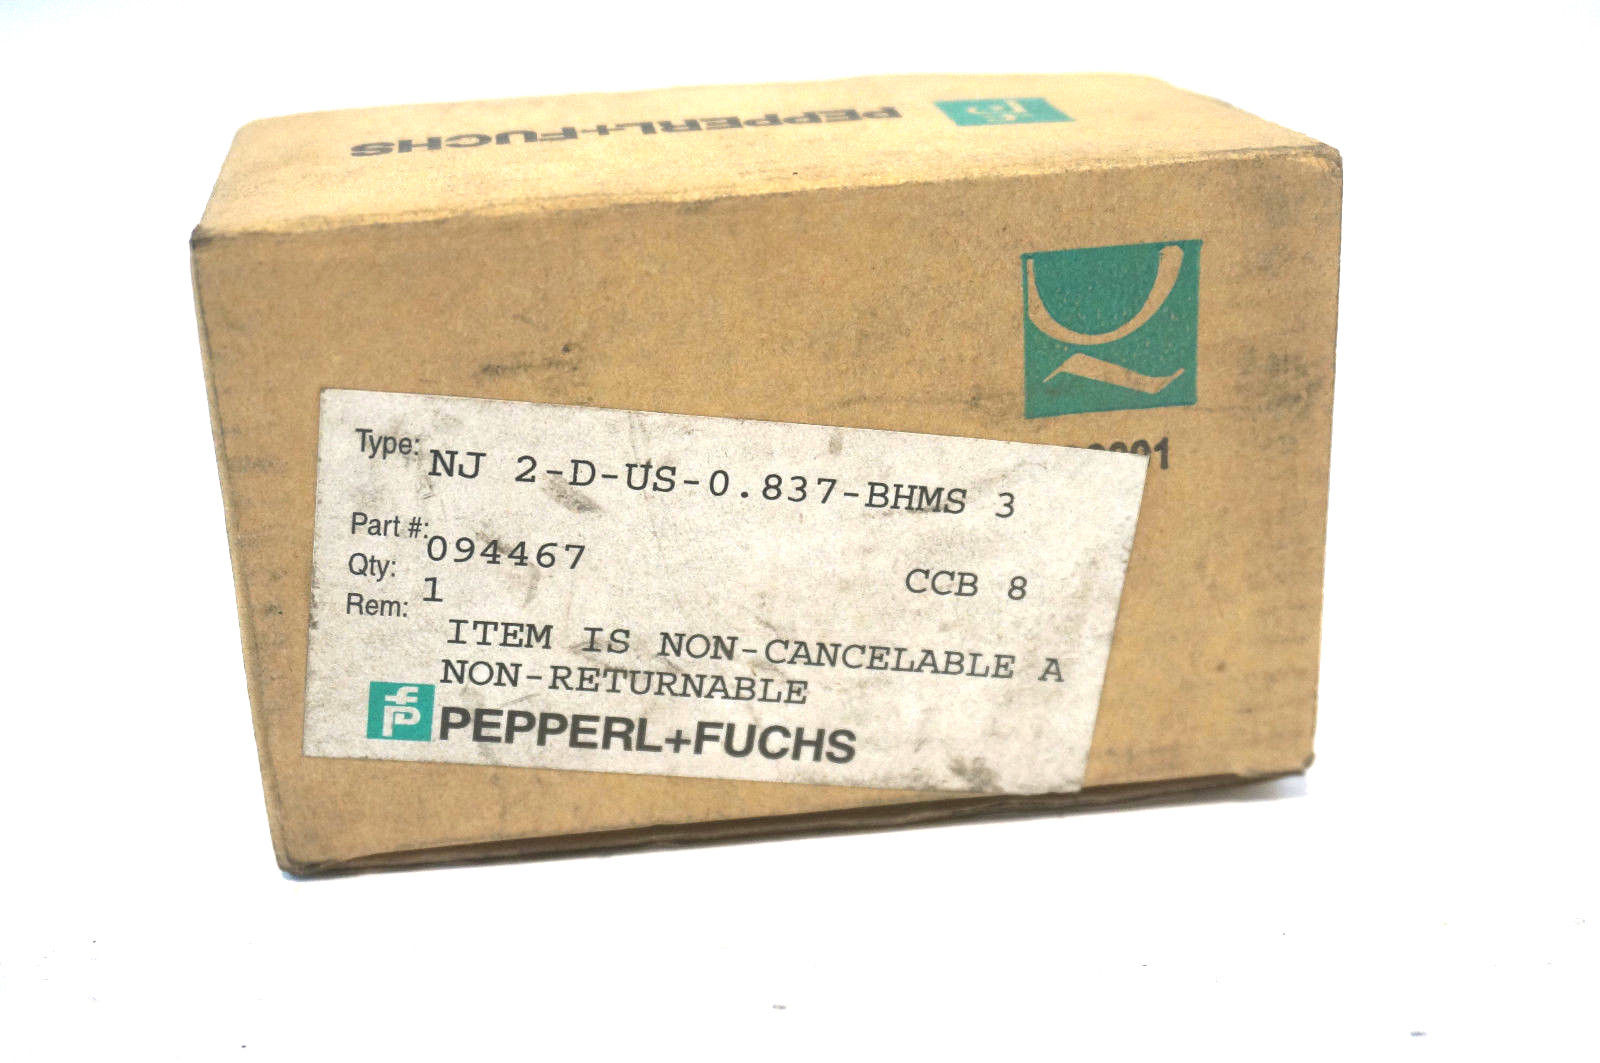 PEPPERL+FUCHS
Type: NJ 2-D-US-0.837-BHMS 3
Part #: 094467
CCB 8
Qty: 1
Rem:
ITEM IS NON-CANCELABLE A
NON-RETURNABLE
PEPPERL+FUCHS